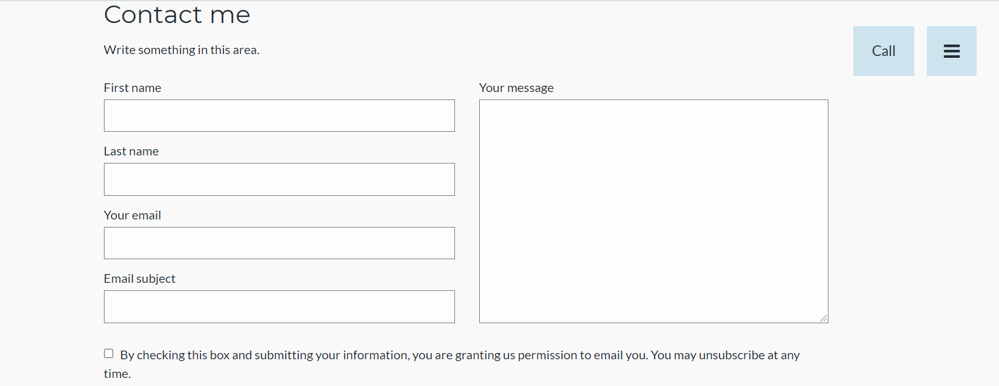 Contact me
Write something in this area.
Call
First name
Last name
Your email
Email subject
Your message
By checking this box and submitting your information, you are granting us permission to email you. You may unsubscribe at any
time.